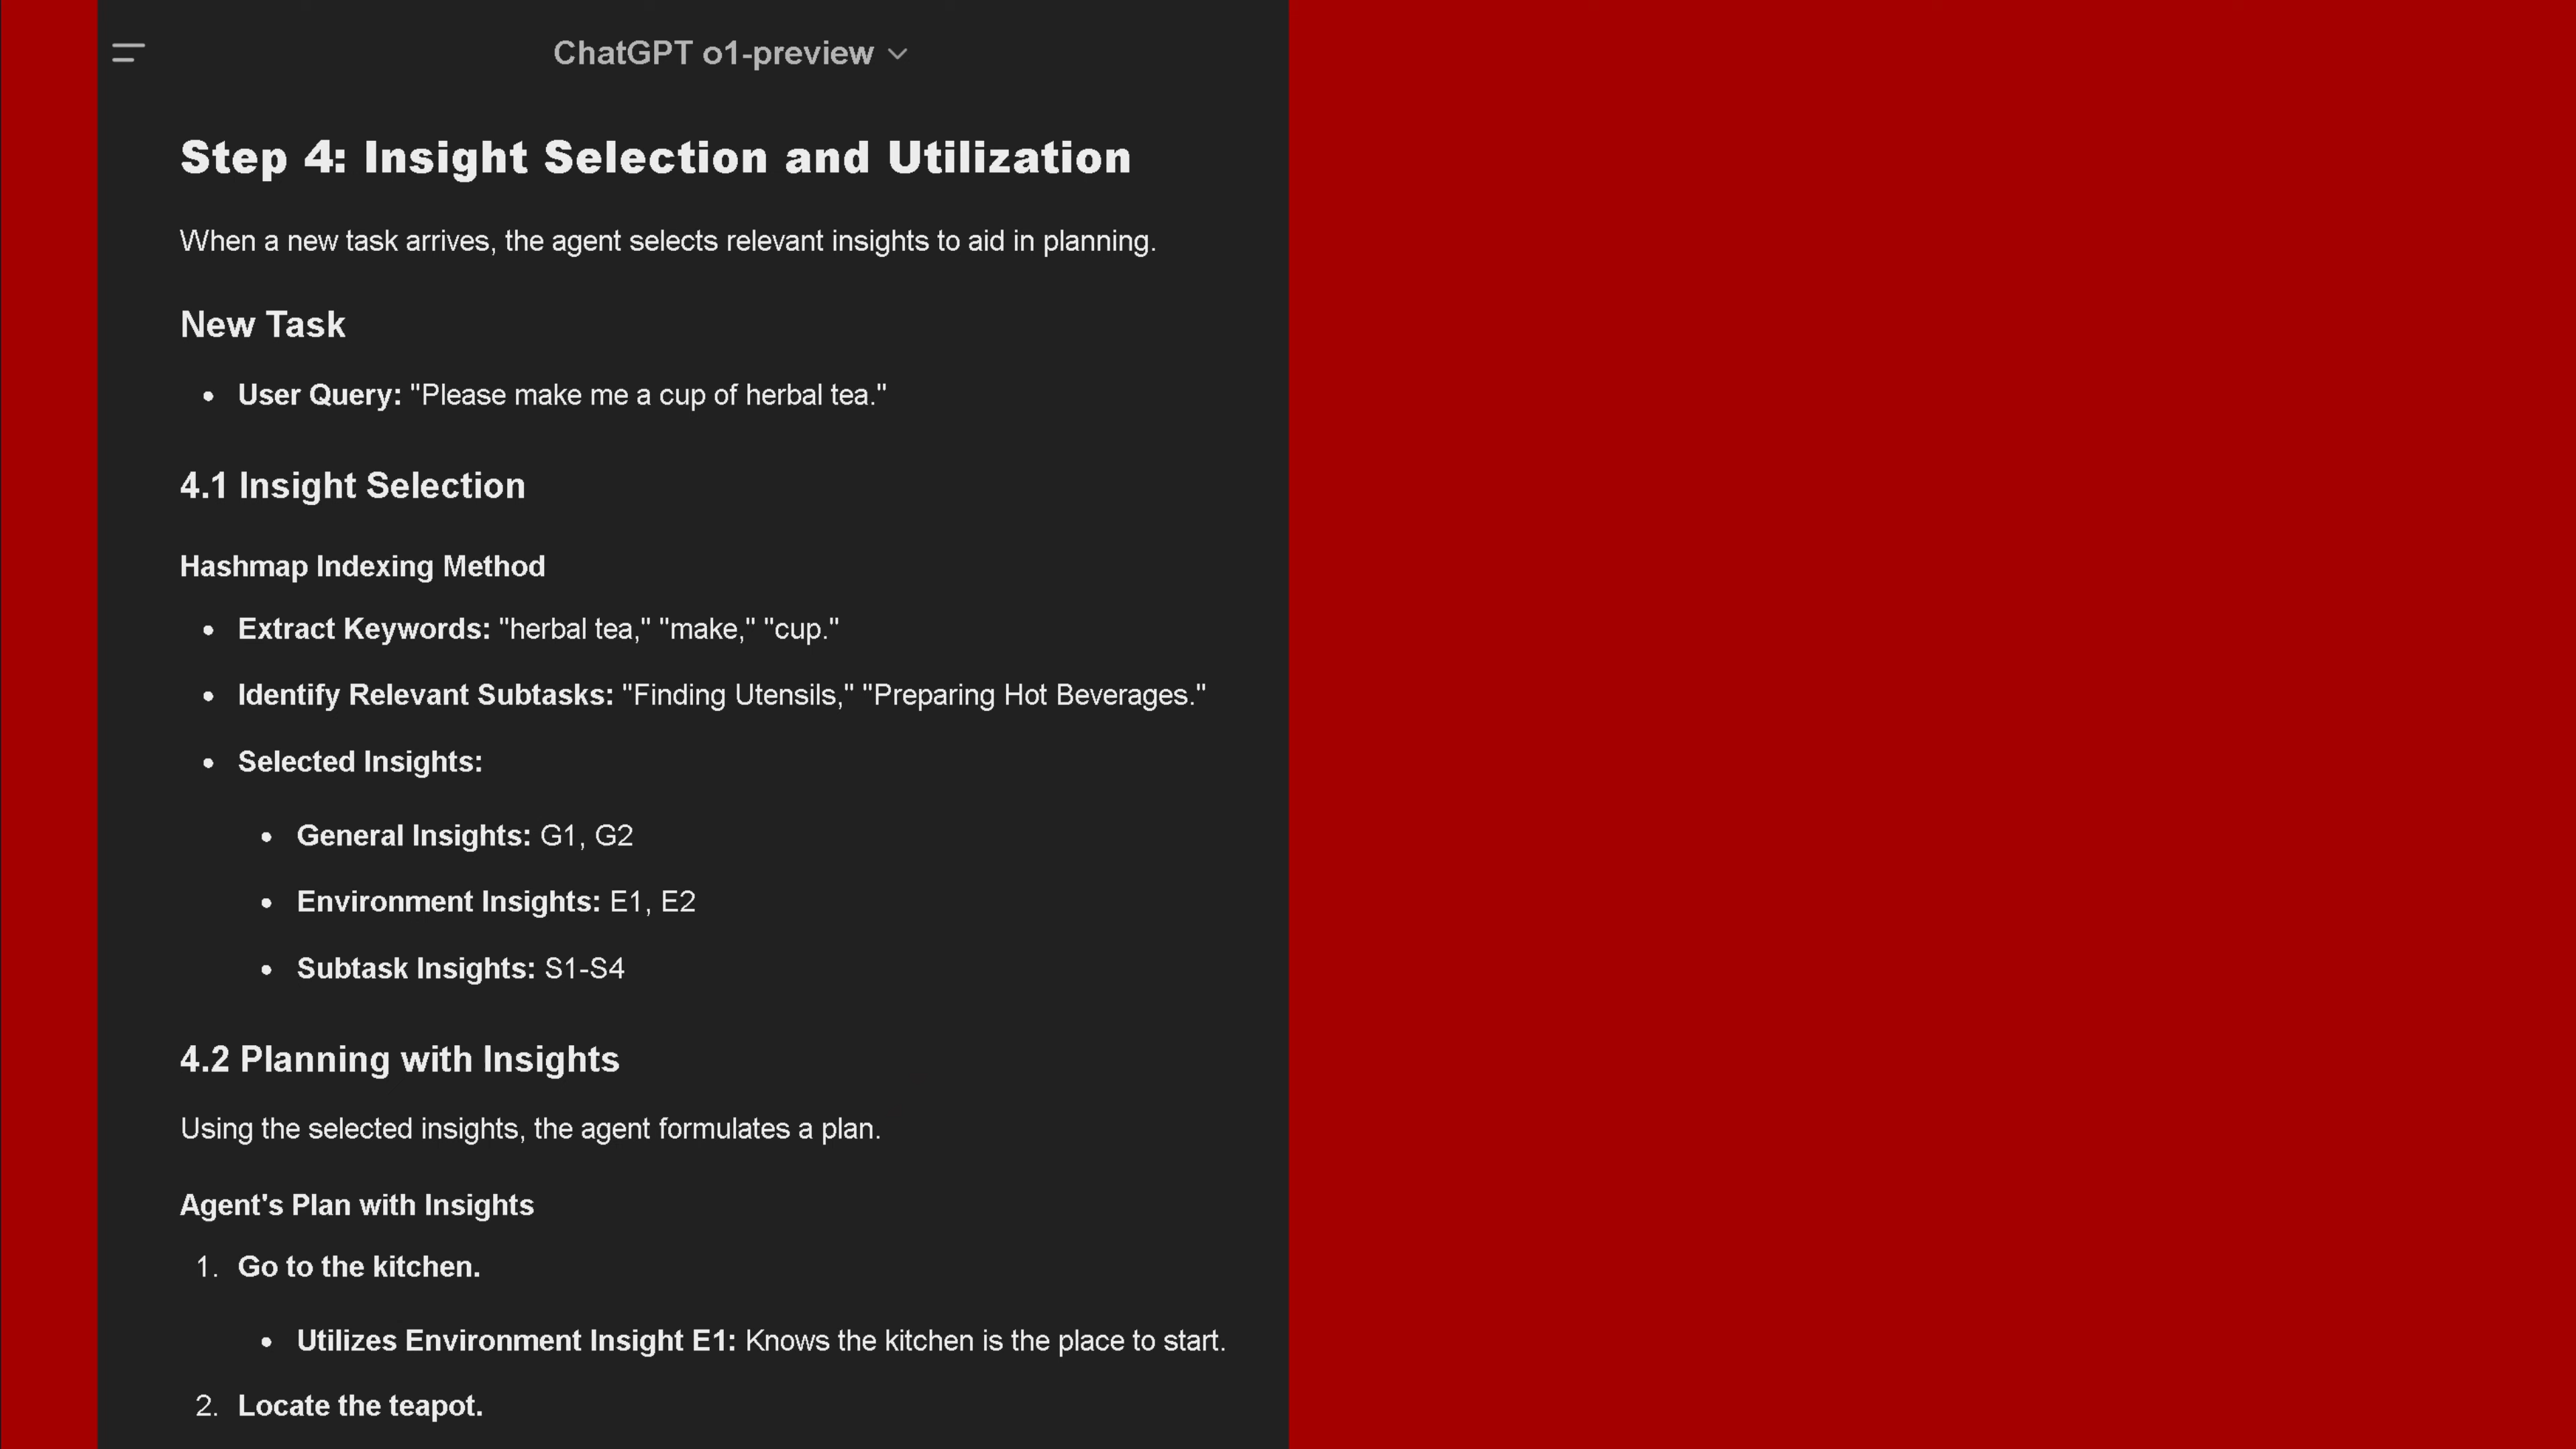 ChatGPT o1-preview
Step 4: Insight Selection and Utilization
When a new task arrives, the agent selects relevant insights to aid in planning.
New Task
• User Query: "Please make me a cup of herbal tea."
4.1 Insight Selection
Hashmap Indexing Method
• Extract Keywords: "herbal tea," "make," "cup."
• Identify Relevant Subtasks: "Finding Utensils," "Preparing Hot Beverages."
• Selected Insights:
• General Insights: G1, G2
• Environment Insights: E1, E2
• Subtask Insights: S1-S4
4.2 Planning with Insights
Using the selected insights, the agent formulates a plan.
Agent's Plan with Insights
1. Go to the kitchen.
• Utilizes Environment Insight E1: Knows the kitchen is the place to start.
2. Locate the teapot.